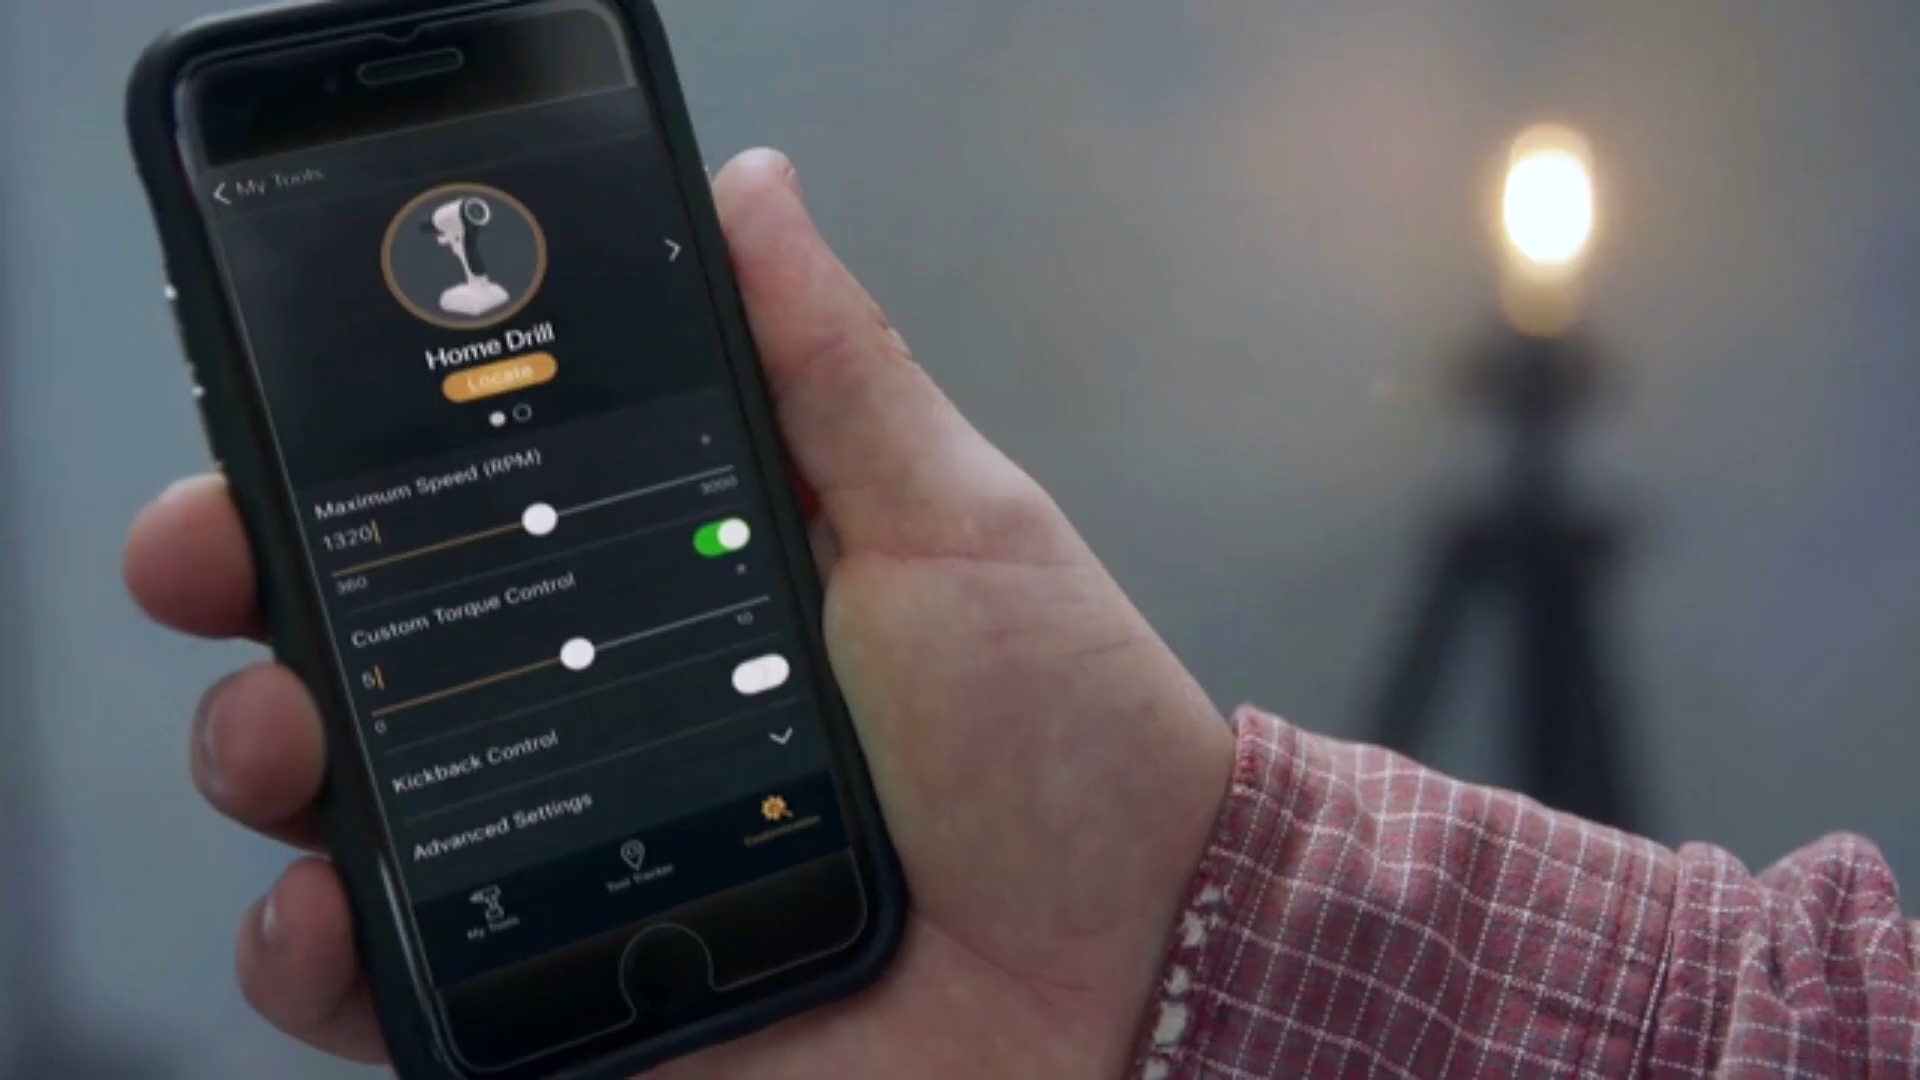 My Tools
Home Drill
Locate
Maximum Speed (RPM)
1320
360
3000
Custom Torque Control
5
0
10
Kickback Control
Advanced Settings
My Tools
Tool Tracker